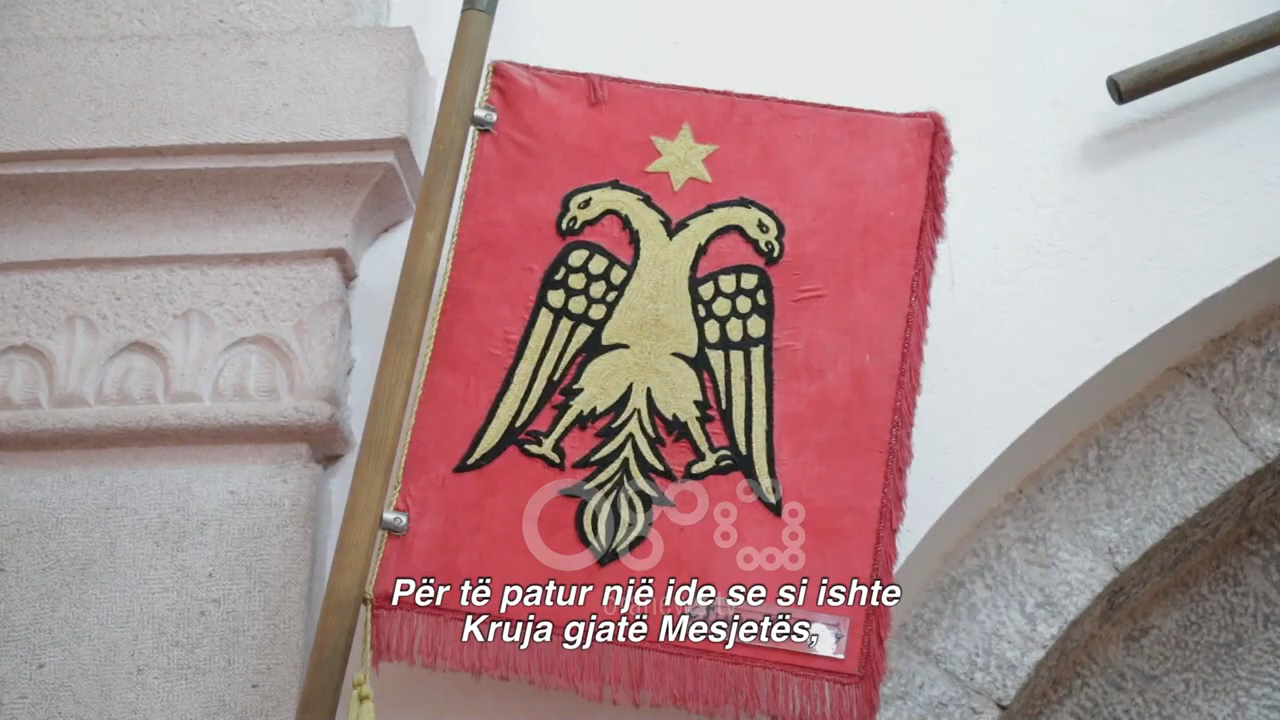 Për të patur një ide se si ishte
Kruja gjatë Mesjetës,